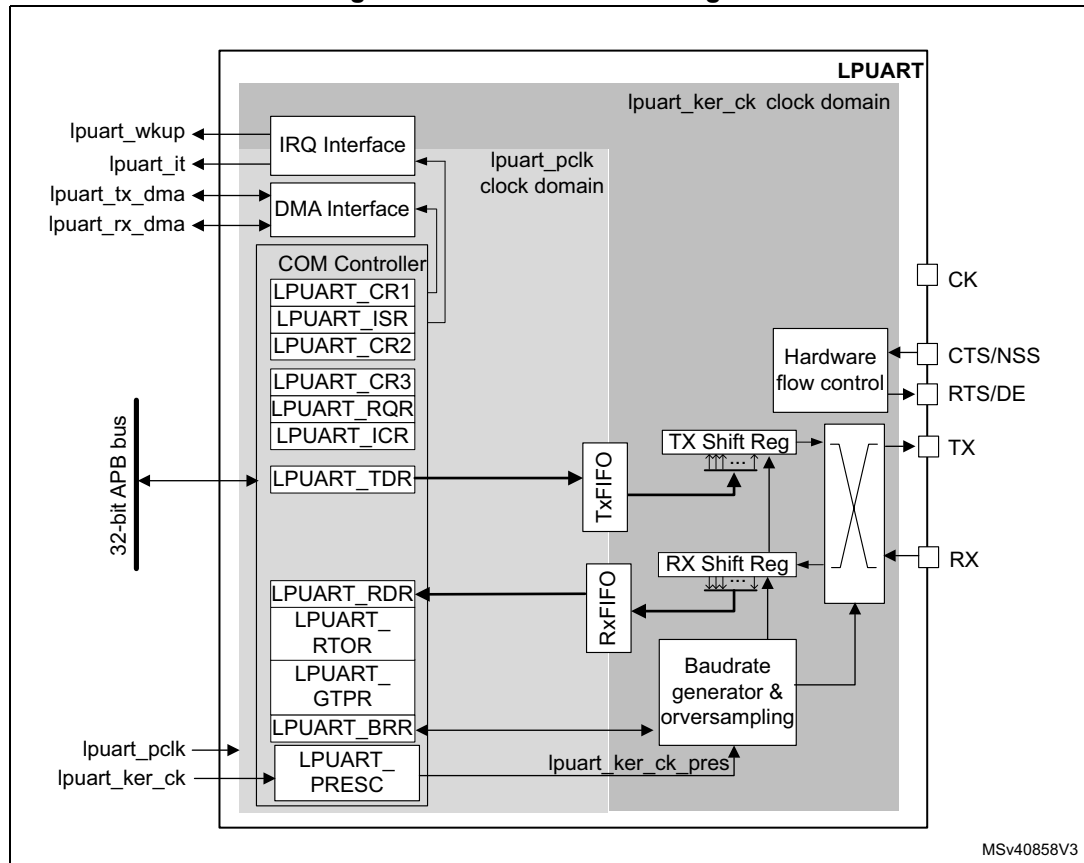 LPUART
lpuart_ker_ck clock domain
lpuart_wkup
lpuart_it
IRQ Interface
lpuart_pclk
clock domain
lpuart_tx_dma
lpuart_rx_dma
DMA Interface
COM Controller
LPUART_CR1
LPUART_ISR
LPUART_CR2
LPUART_CR3
LPUART_RQR
LPUART_ICR
LPUART_TDR
32-bit APB bus
TxFIFO
TX Shift Reg
...
Hardware
flow control
CK
CTS/NSS
RTS/DE
TX
RX
RX Shift Reg
...
RxFIFO
LPUART_RDR
LPUART_
RTOR
LPUART_
GTPR
LPUART_BRR
Baudrate
generator &
orversampling
lpuart_pclk
lpuart_ker_ck
LPUART_
PRESC
lpuart_ker_ck_pres
MSv40858V3